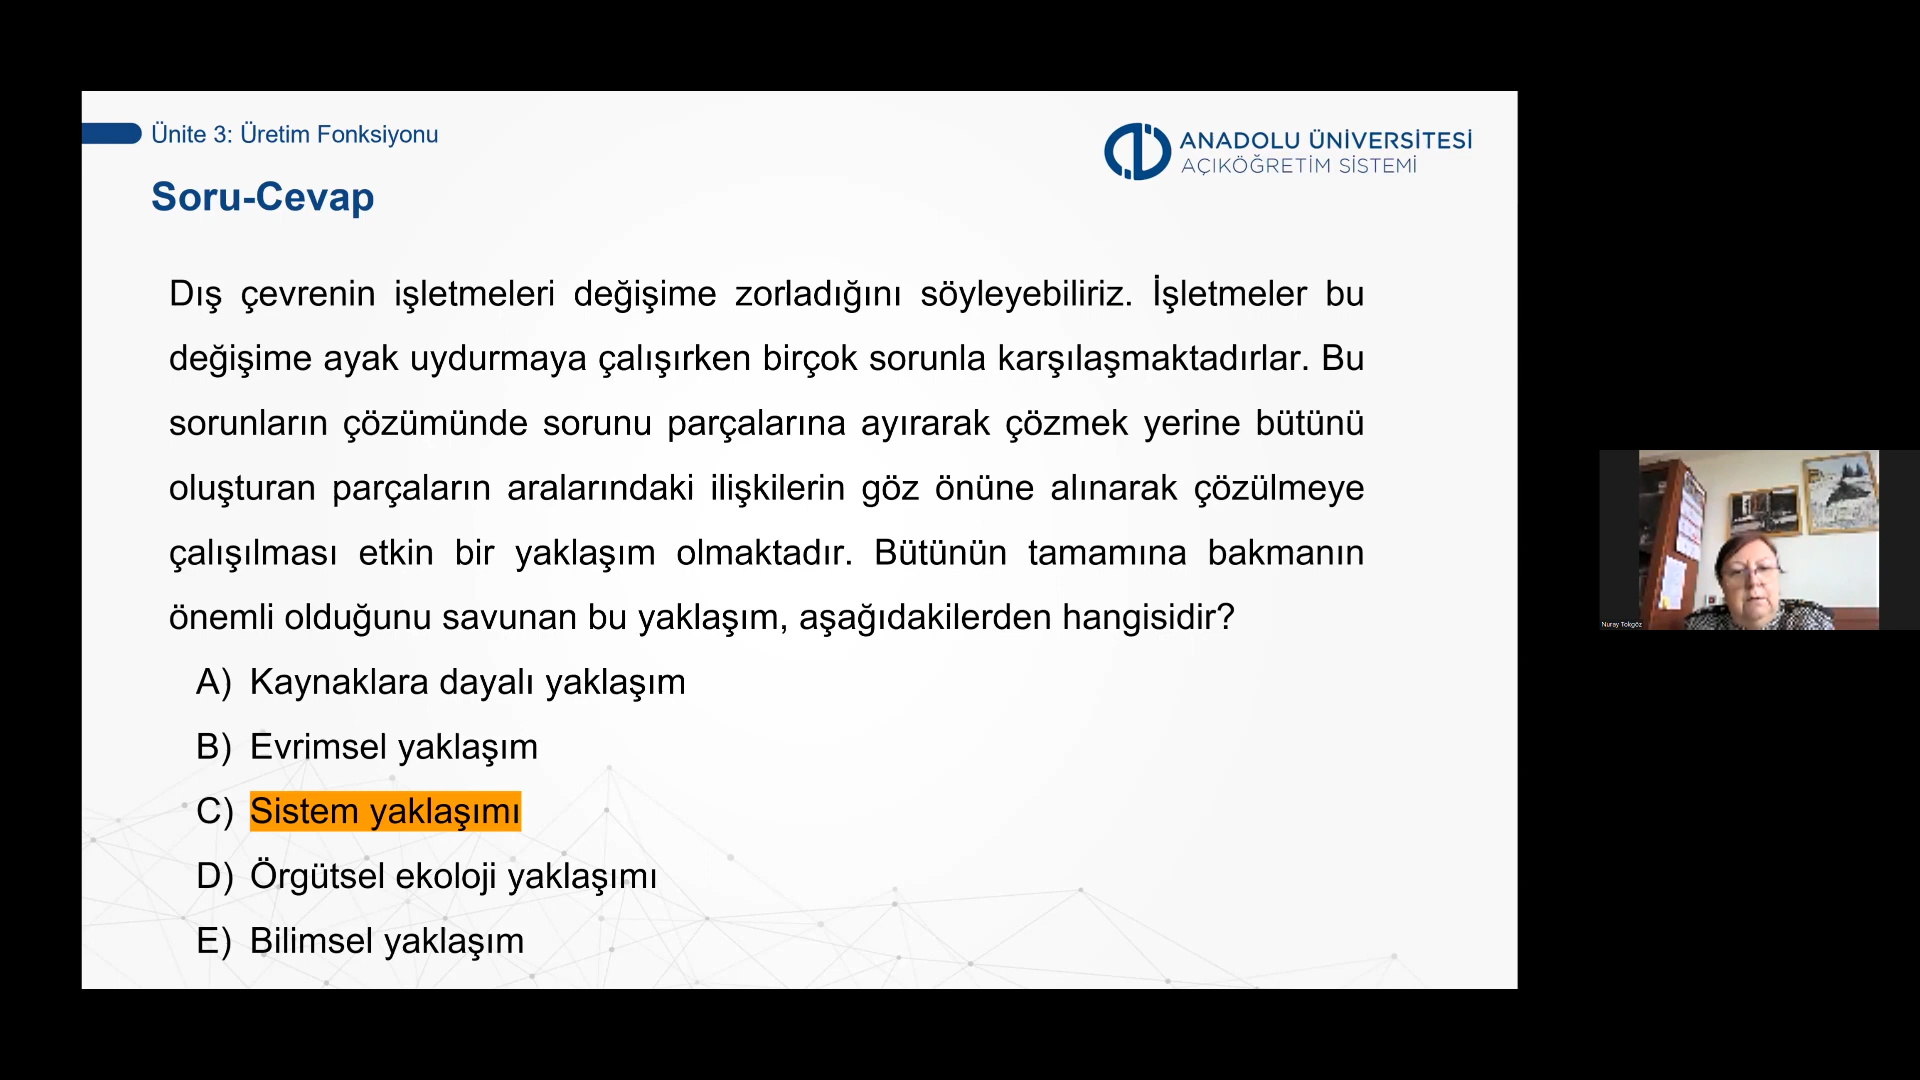 Ünite 3: Üretim Fonksiyonu
ANADOLU ÜNİVERSİTESİ
AÇIKÖĞRETİM SİSTEMİ
Soru-Cevap
Dış çevrenin işletmeleri değişime zorladığını söyleyebiliriz. İşletmeler bu
değişime ayak uydurmaya çalışırken birçok sorunla karşılaşmaktadırlar. Bu
sorunların çözümünde sorunu parçalarına ayırarak çözmek yerine bütünü
oluşturan parçaların aralarındaki ilişkilerin göz önüne alınarak çözülmeye
çalışılması etkin bir yaklaşım olmaktadır. Bütünün tamamına bakmanın
önemli olduğunu savunan bu yaklaşım, aşağıdakilerden hangisidir?
A) Kaynaklara dayalı yaklaşım
B) Evrimsel yaklaşım
C) Sistem yaklaşımı
D) Örgütsel ekoloji yaklaşımı
E) Bilimsel yaklaşım
Nuray Tokgöz